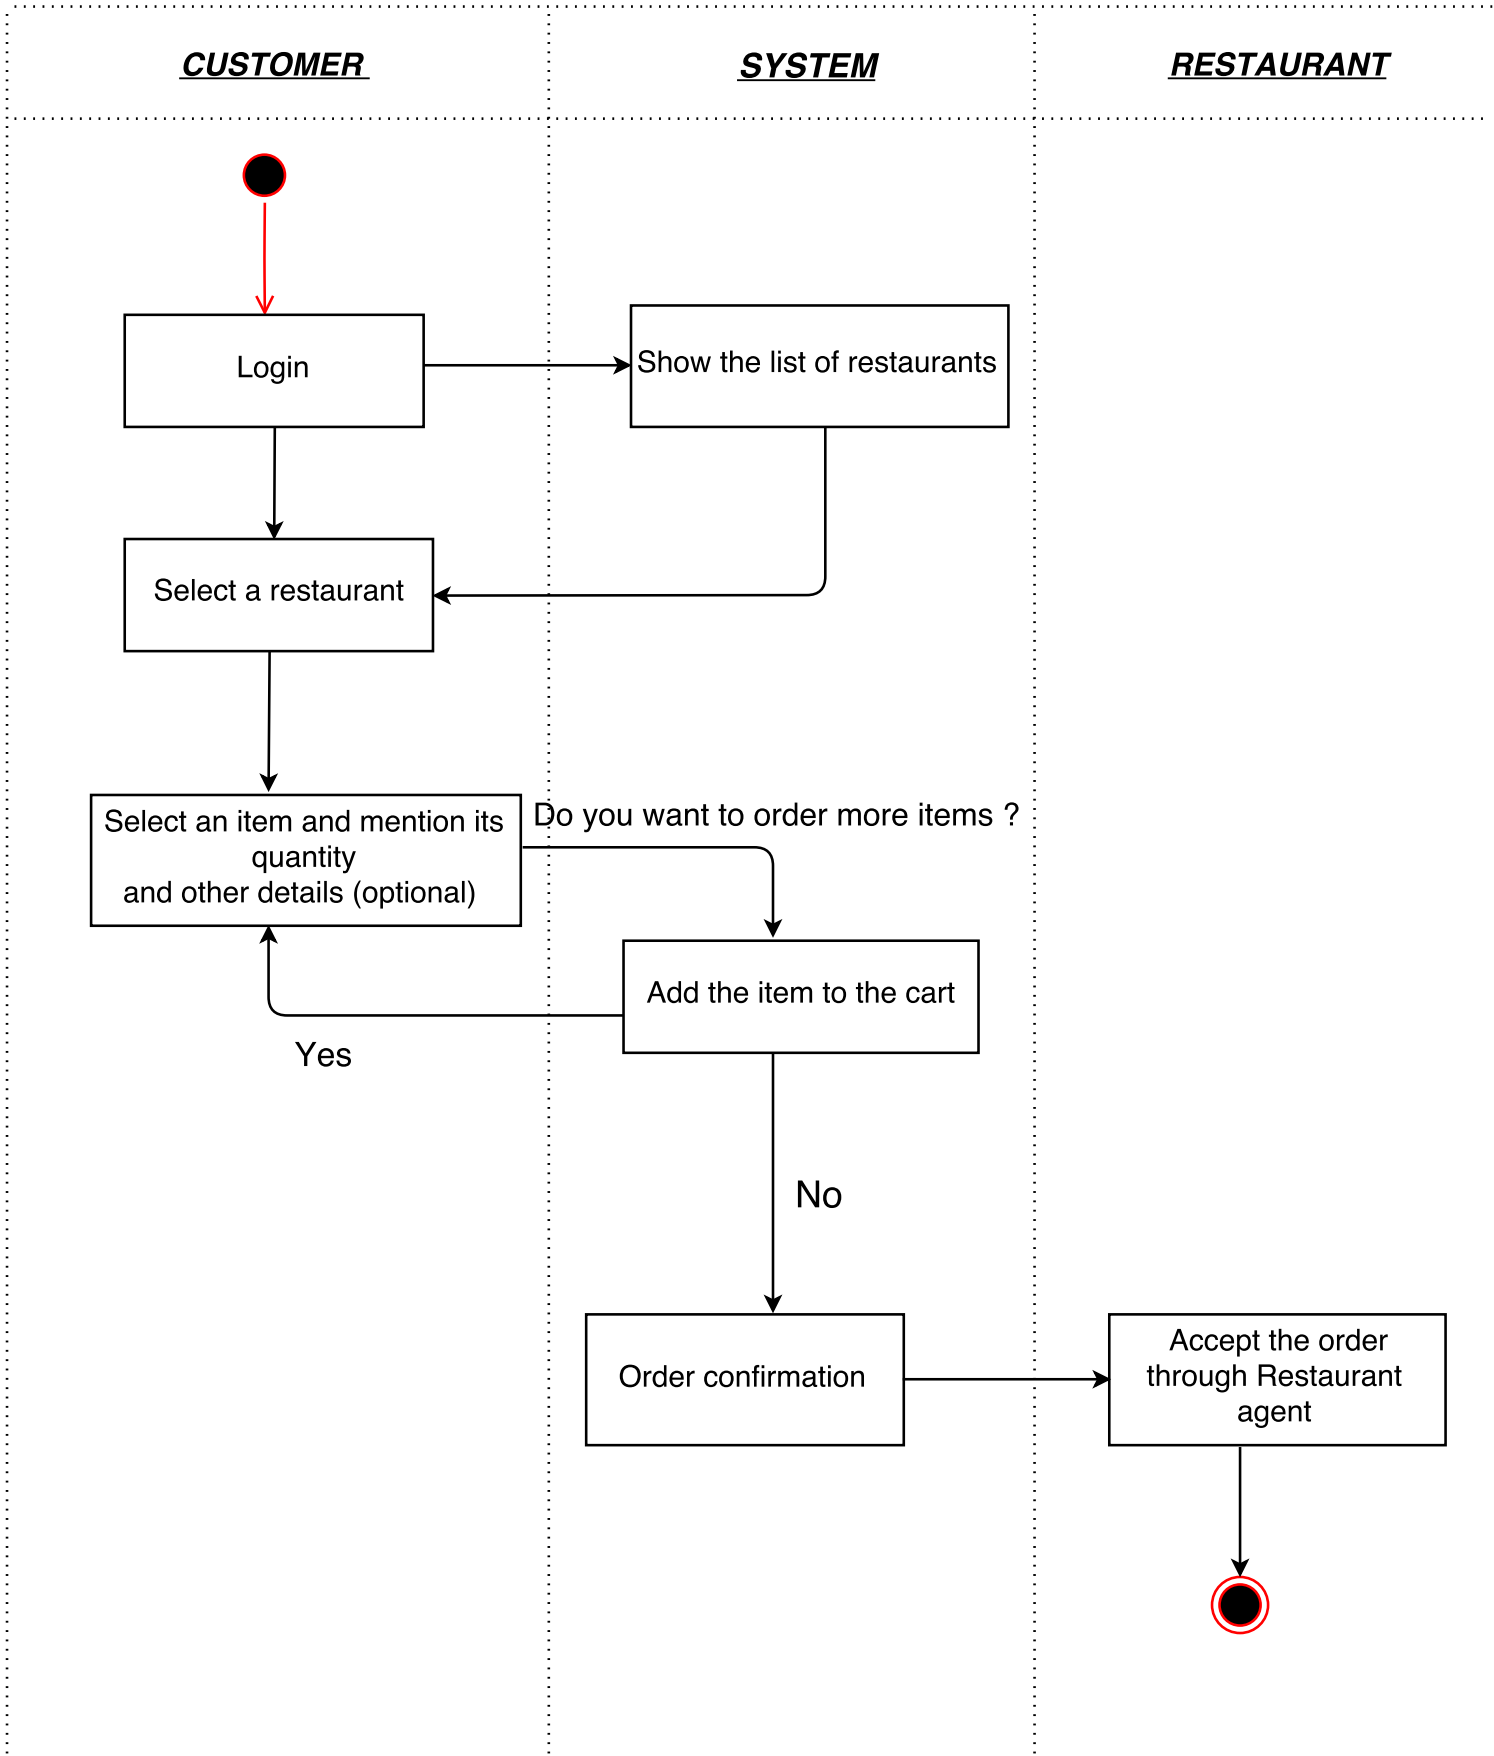 CUSTOMER
SYSTEM
RESTAURANT
Login
Show the list of restaurants
Select a restaurant
Select an item and mention its
quantity
and other details (optional)
Do you want to order more items ?
Add the item to the cart
Yes
No
Order confirmation
Accept the order
through Restaurant
agent